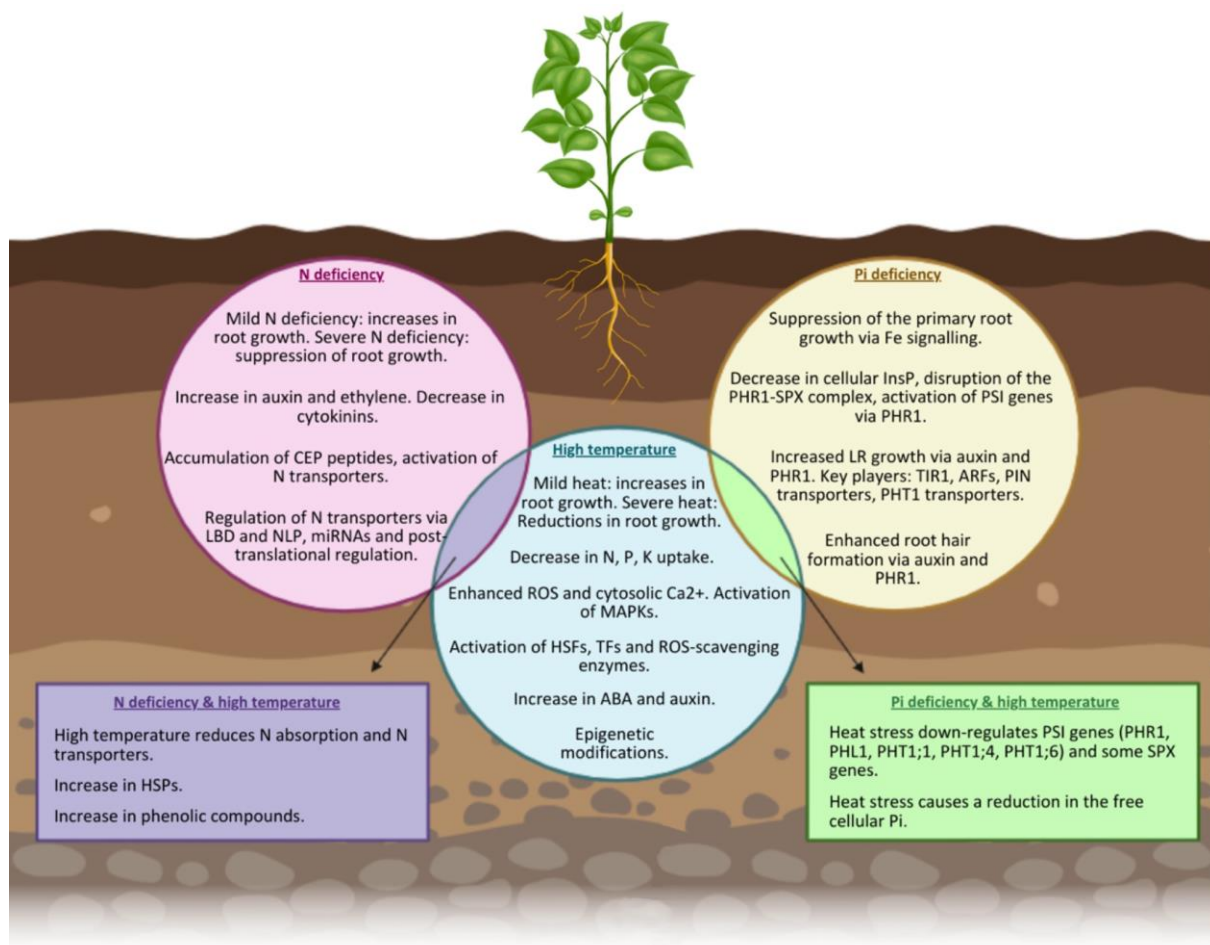 N deficiency
Mild N deficiency: increases in
root growth. Severe N deficiency:
suppression of root growth.
Increase in auxin and ethylene. Decrease in
cytokinins.
Accumulation of CEP peptides, activation of
N transporters.
Regulation of N transporters via
LBD and NLP, miRNAs and post-
translational regulation.
Pi deficiency
Suppression of the primary root
growth via Fe signalling.
Decrease in cellular InsP, disruption of the
PHR1-SPX complex, activation of PSI genes
via PHR1.
Increased LR growth via auxin and
PHR1. Key players: TIR1, ARFs, PIN
transporters, PHT1 transporters.
Enhanced root hair
formation via auxin and
PHR1.
High temperature
Mild heat: increases in
root growth. Severe heat:
Reductions in root growth.
Decrease in N, P, K uptake.
Enhanced ROS and cytosolic Ca2+. Activation
of MAPKs.
Activation of HSFs, TFs and ROS-scavenging
enzymes.
Increase in ABA and auxin.
Epigenetic
modifications.
N deficiency & high temperature
High temperature reduces N absorption and N
transporters.
Increase in HSPs.
Increase in phenolic compounds.
Pi deficiency & high temperature
Heat stress down-regulates PSI genes (PHR1,
PHL1, PHT1;1, PHT1;4, PHT1;6) and some SPX
genes.
Heat stress causes a reduction in the free
cellular Pi.